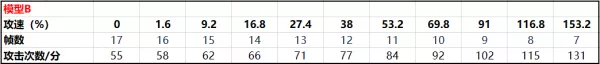 模型B
攻速（%） 0 1.6 9.2 16.8 27.4 38 53.2 69.8 91 116.8 153.2
帧数 17 16 15 14 13 12 11 10 9 8 7
攻击次数/分 55 58 62 66 71 77 84 92 102 115 131